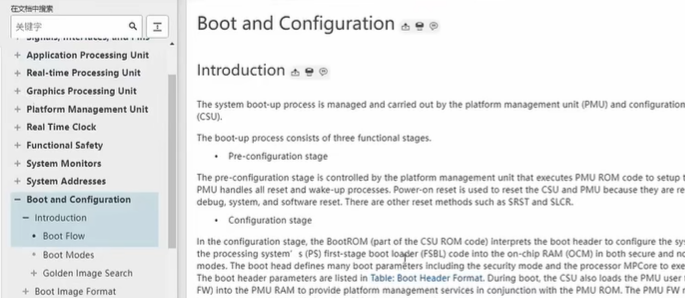 在文档中搜索
关键字
Signals, Interfaces, and Pins
Application Processing Unit
Real-time Processing Unit
Graphics Processing Unit
Platform Management Unit
Real Time Clock
Functional Safety
System Monitors
System Addresses
Boot and Configuration
Introduction
Boot Flow
Boot Modes
Golden Image Search
Boot Image Format
Boot and Configuration
Introduction
The system boot-up process is managed and carried out by the platform management unit (PMU) and configuration
(CSU).
The boot-up process consists of three functional stages.
• Pre-configuration stage
The pre-configuration stage is controlled by the platform management unit that executes PMU ROM code to setup t
PMU handles all reset and wake-up processes. Power-on reset is used to reset the CSU and PMU because they are re
debug, system, and software reset. There are other reset methods such as SRST and SLCR.
• Configuration stage
In the configuration stage, the BootROM (part of the CSU ROM code) interprets the boot header to configure the sy
the processing system's (PS) first-stage boot loader (FSBL) code into the on-chip RAM (OCM) in both secure and no
modes. The boot head defines many boot parameters including the security mode and the processor MPCore to exe
The boot header parameters are listed in Table: Boot Header Format. During boot, the CSU also loads the PMU user
FW) into the PMU RAM to provide platform management services in conjunction with the PMU ROM. The PMU FW